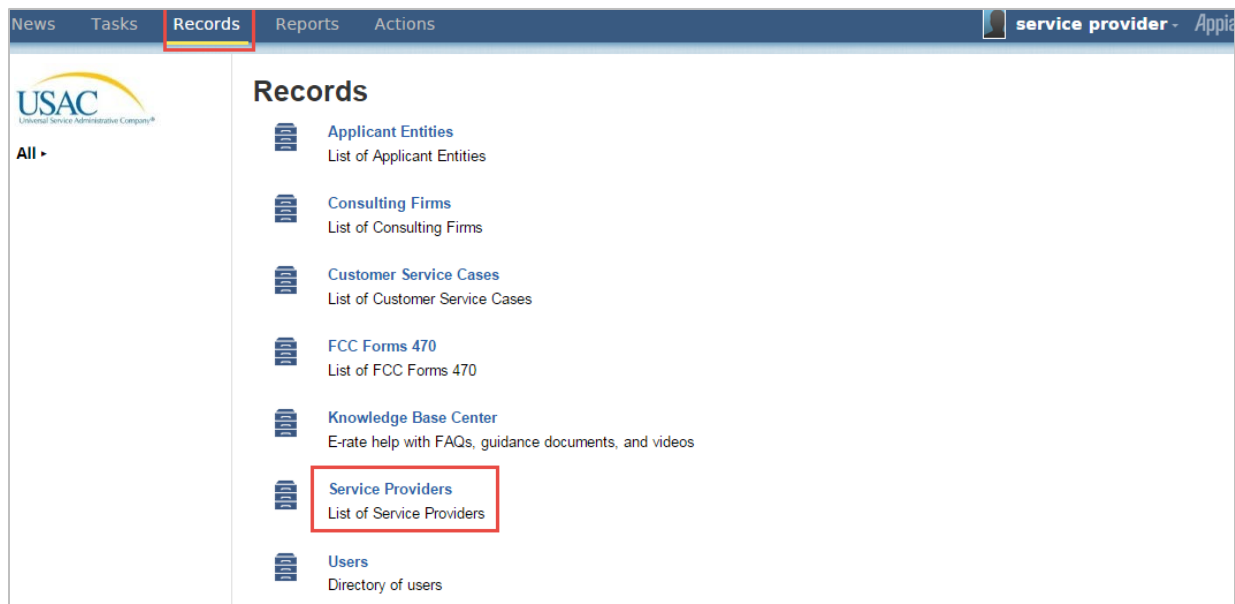 News Tasks Records Reports Actions service provider
USAC
Universal Service Administrative Company®
All
Records
Applicant Entities
List of Applicant Entities
Consulting Firms
List of Consulting Firms
Customer Service Cases
List of Customer Service Cases
FCC Forms 470
List of FCC Forms 470
Knowledge Base Center
E-rate help with FAQs, guidance documents, and videos
Service Providers
List of Service Providers
Users
Directory of users